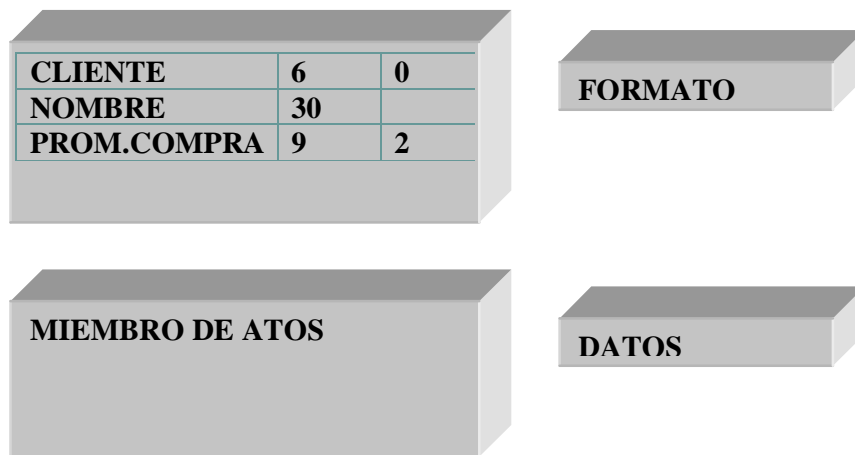 CLIENTE 6 0
NOMBRE 30
PROM.COMPRA 9 2
FORMATO
MIEMBRO DE ATOS
DATOS